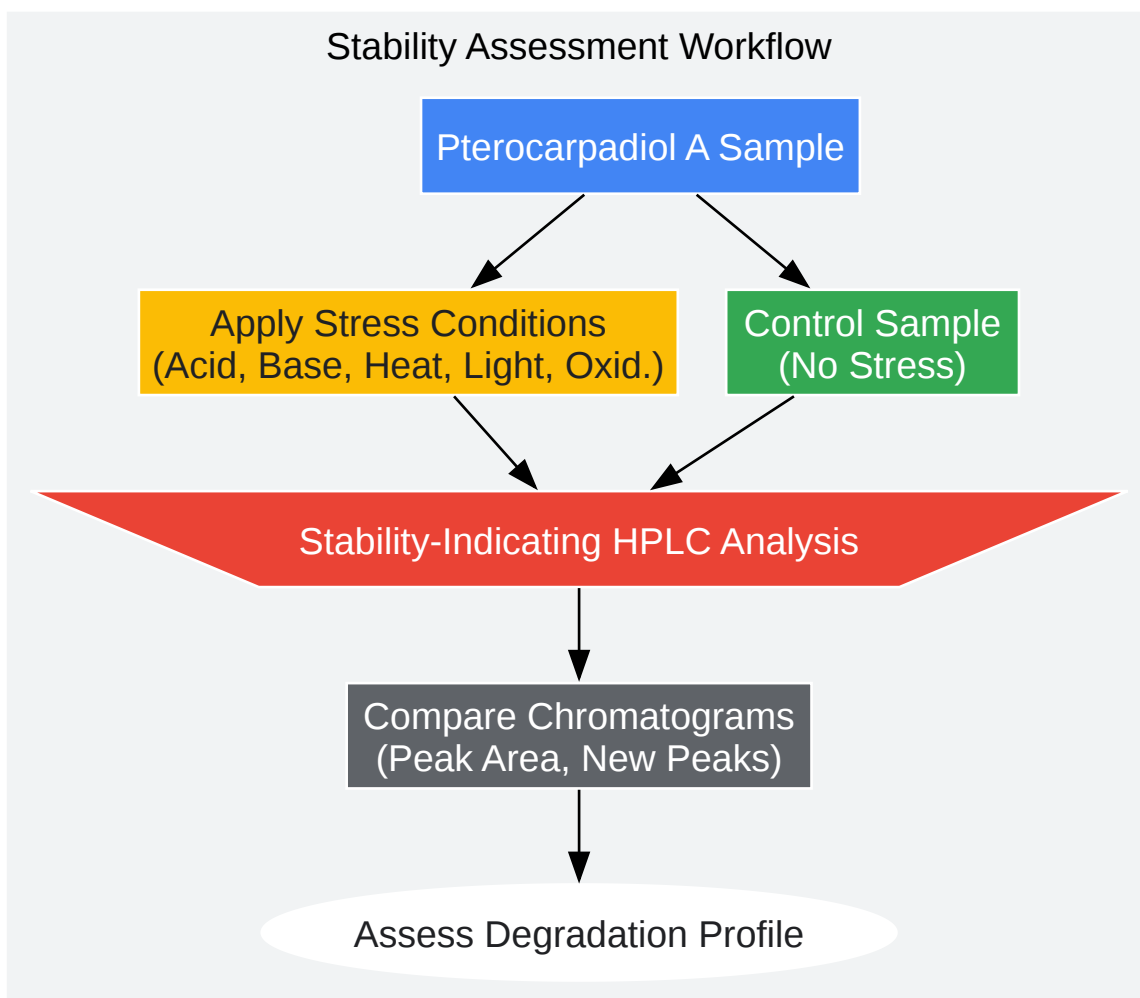 Stability Assessment Workflow
Pterocarpadiol A Sample
Apply Stress Conditions
(Acid, Base, Heat, Light, Oxid.)
Control Sample
(No Stress)
Stability-Indicating HPLC Analysis
Compare Chromatograms
(Peak Area, New Peaks)
Assess Degradation Profile